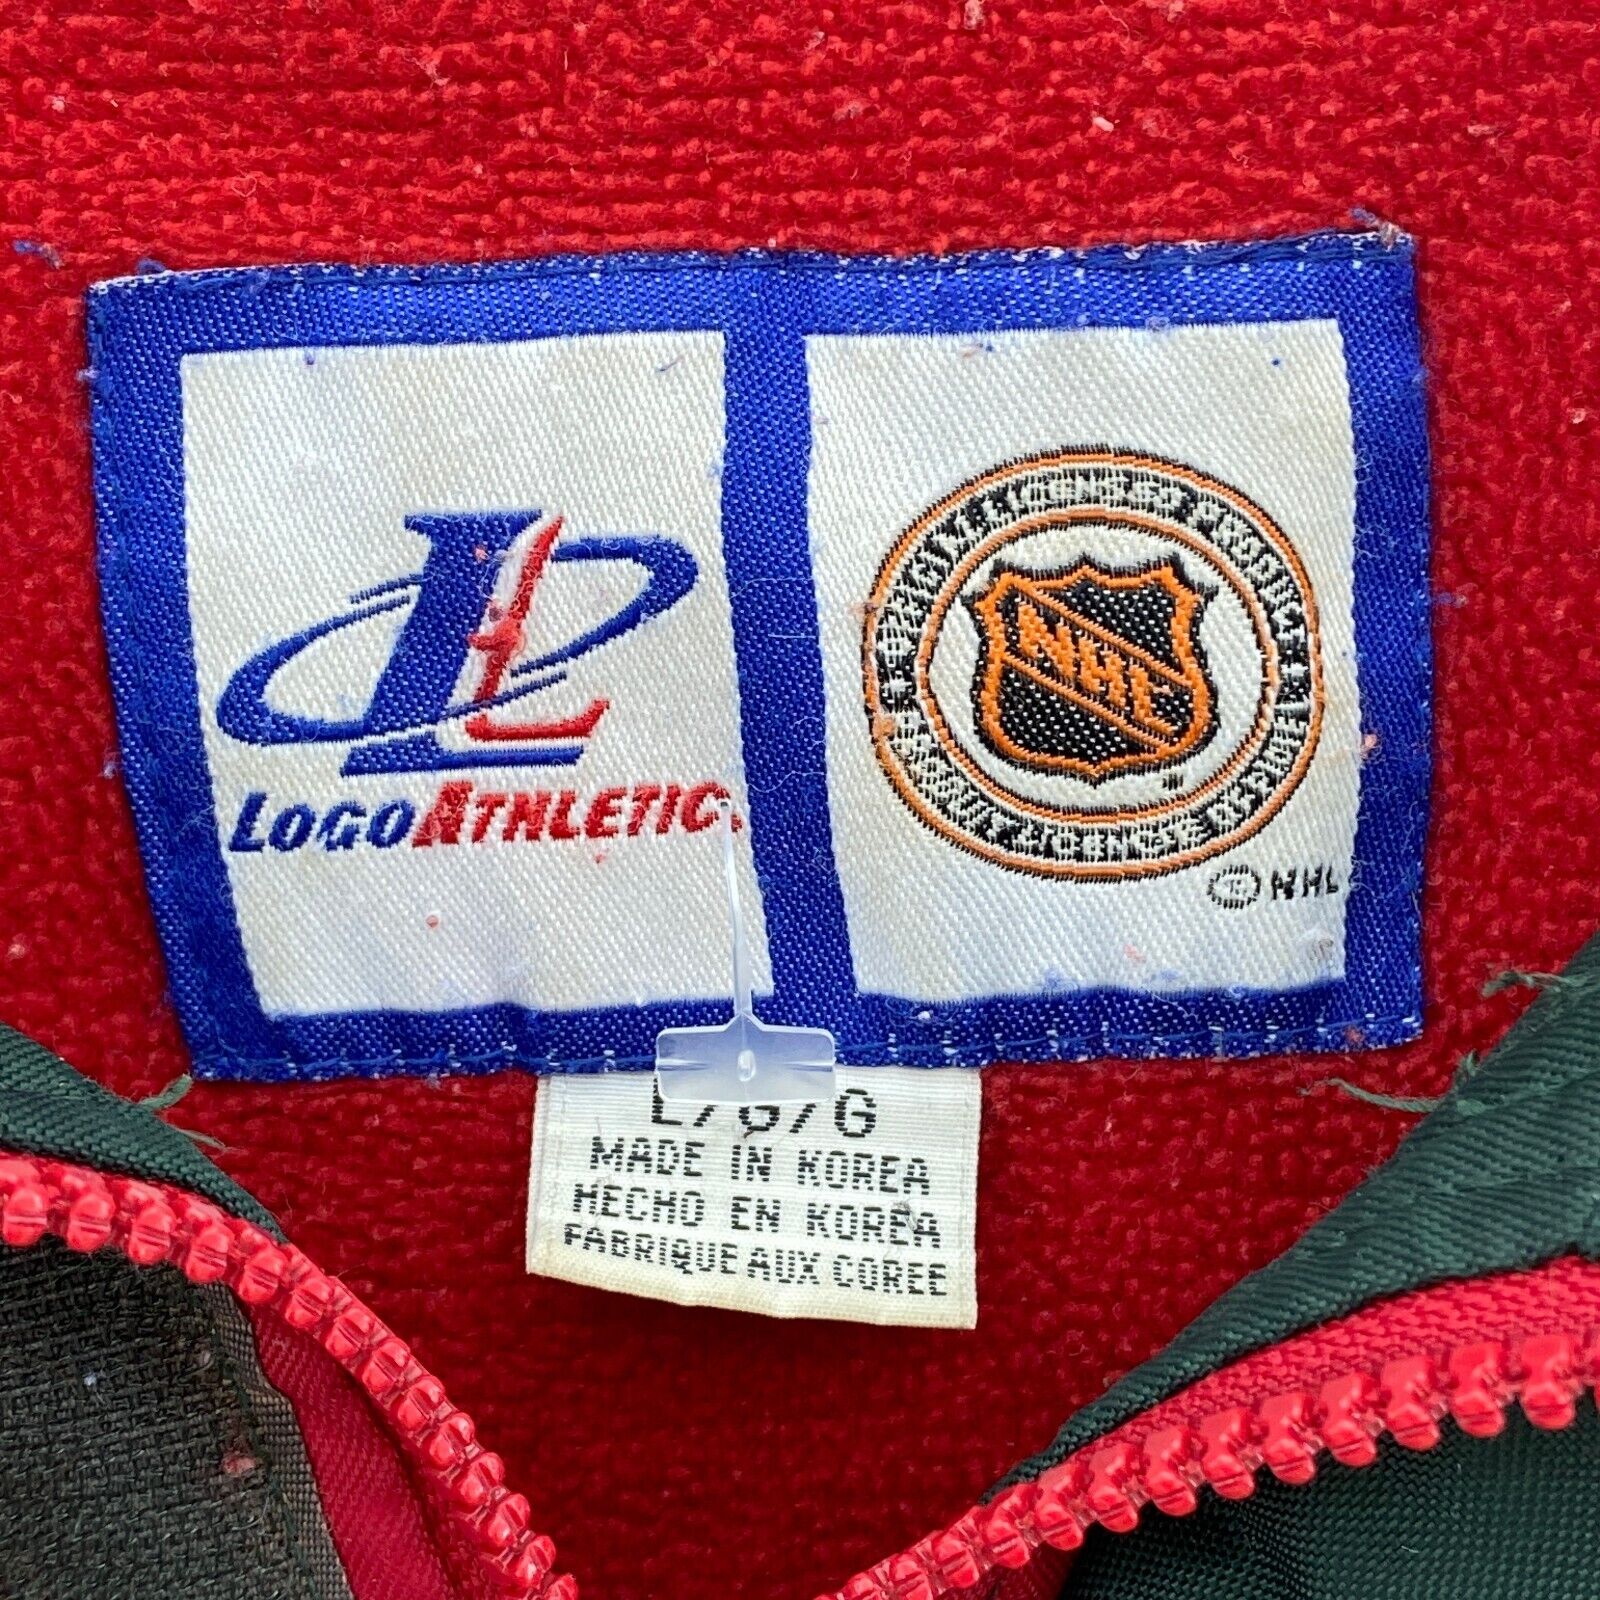 LOGO ATHLETIC
NHL
© NHL
L/G/G
MADE IN KOREA
HECHO EN KOREA
FABRIQUE AUX COREE